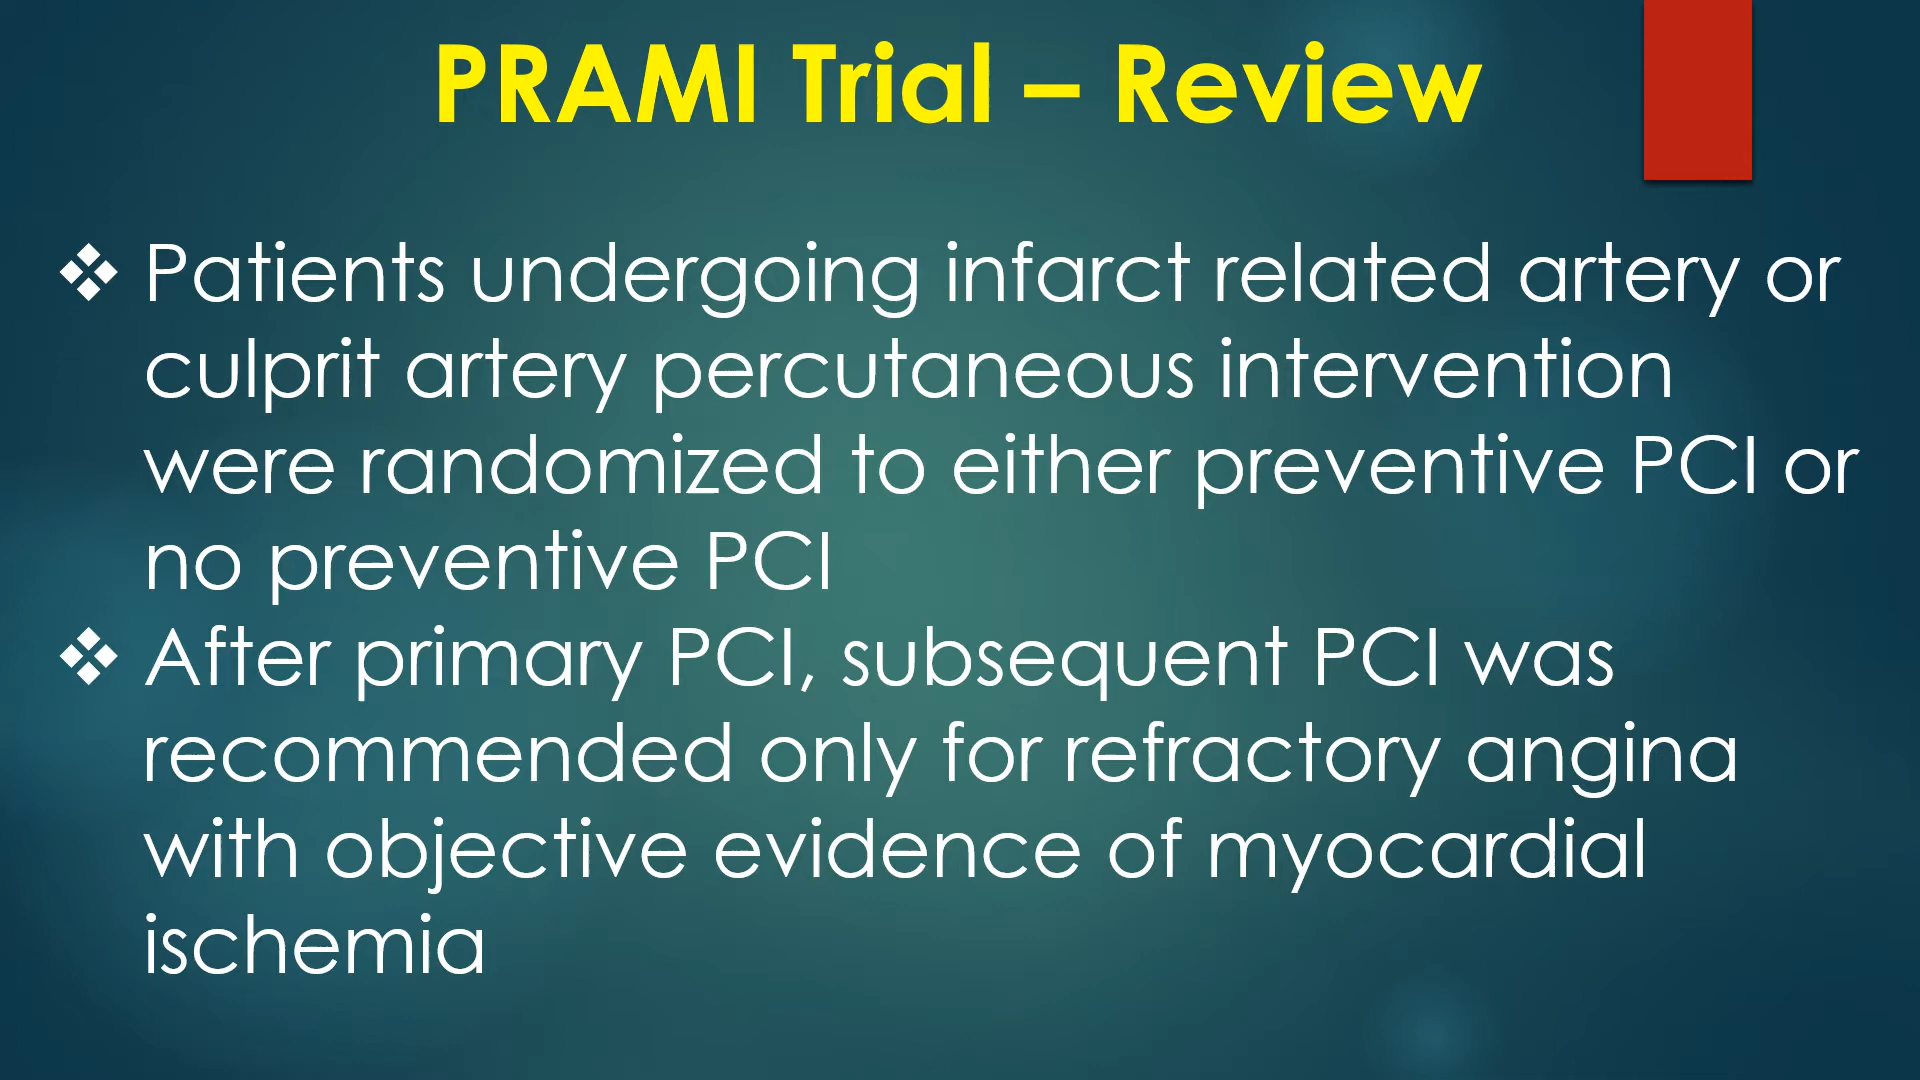 PRAMI Trial – Review
❖ Patients undergoing infarct related artery or
culprit artery percutaneous intervention
were randomized to either preventive PCI or
no preventive PCI
❖ After primary PCI, subsequent PCI was
recommended only for refractory angina
with objective evidence of myocardial
ischemia